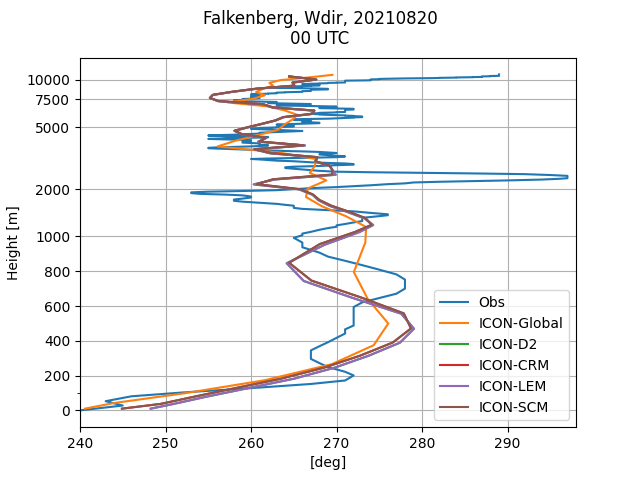 Falkenberg, Wdir, 20210820
00 UTC
10000
7500
5000
2000
1000
800
600
400
200
0
Height [m]
240
250
260
270
280
290
[deg]
Obs
ICON-Global
ICON-D2
ICON-CRM
ICON-LEM
ICON-SCM